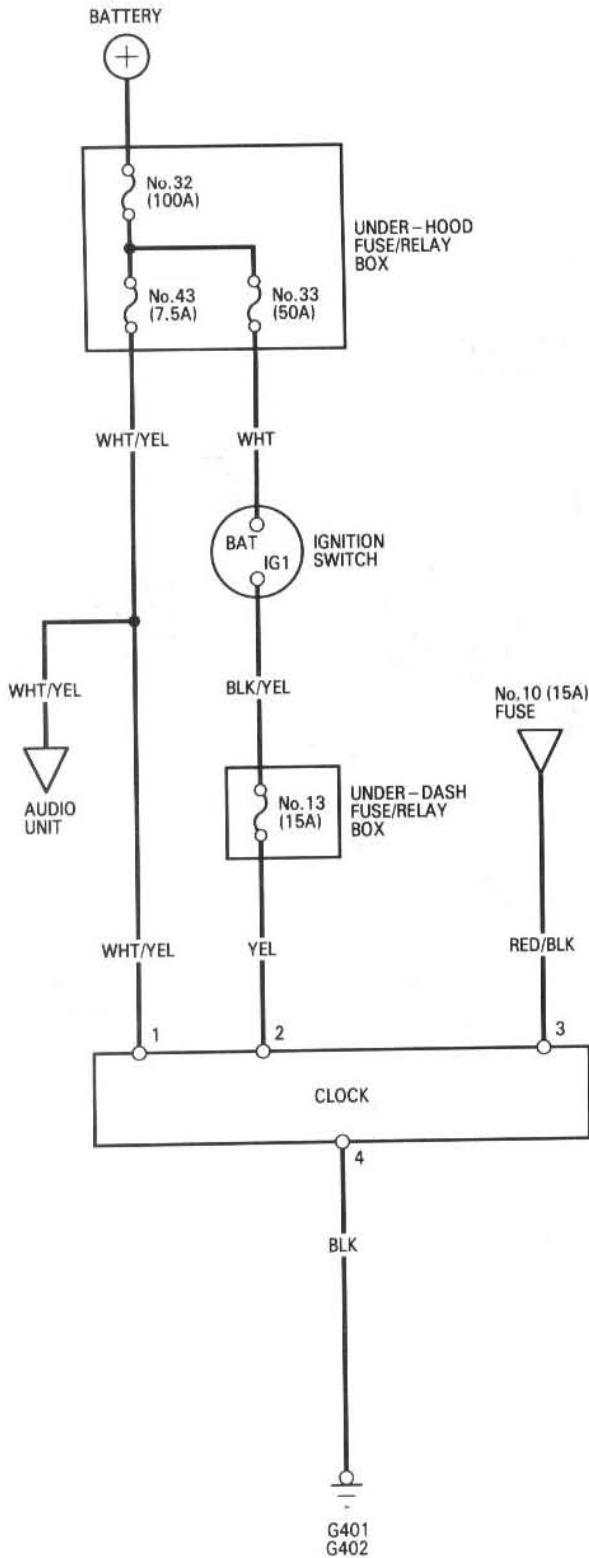 BATTERY
+
No.32
(100A)
UNDER-HOOD
FUSE/RELAY
BOX
No.43
(7.5A)
No.33
(50A)
WHT/YEL
WHT
BAT
IG1
IGNITION
SWITCH
WHT/YEL
BLK/YEL
No.10 (15A)
FUSE
AUDIO
UNIT
No.13
(15A)
UNDER-DASH
FUSE/RELAY
BOX
WHT/YEL
YEL
RED/BLK
1
2
3
CLOCK
4
BLK
G401
G402